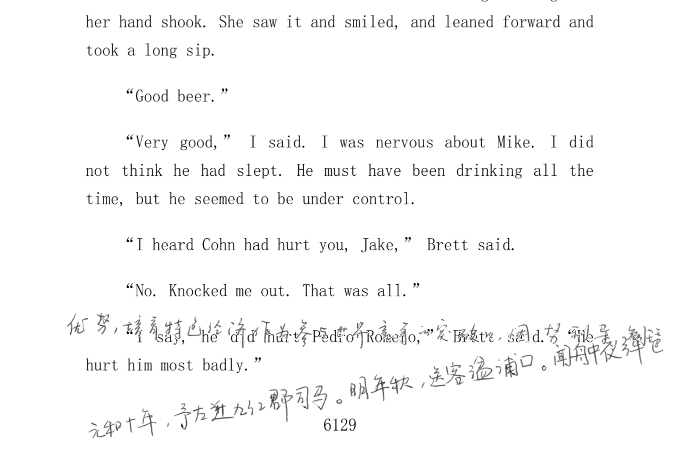 her hand shook. She saw it and smiled, and leaned forward and
took a long sip.
“Good beer.”
“Very good,” I said. I was nervous about Mike. I did
not think he had slept. He must have been drinking all the
time, but he seemed to be under control.
“I heard Cohn had hurt you, Jake,” Brett said.
“No. Knocked me out. That was all.”
优势,培育特色经济
“I say, he did hurt Pedro Romero,” Brett said. “He
hurt him most badly.”
元和十年,予左迁九江郡司马。明年秋,送客湓浦口。闻舟中夜弹琵
6129